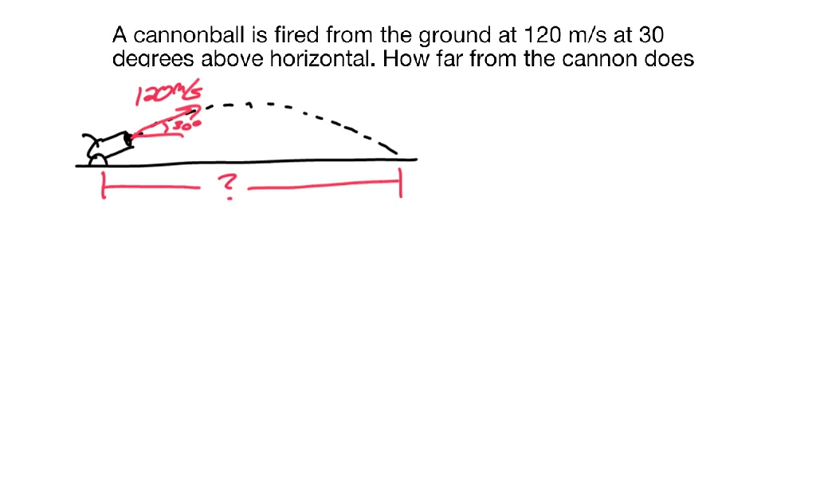 A cannonball is fired from the ground at 120 m/s at 30
degrees above horizontal. How far from the cannon does
120m/s
30°
?